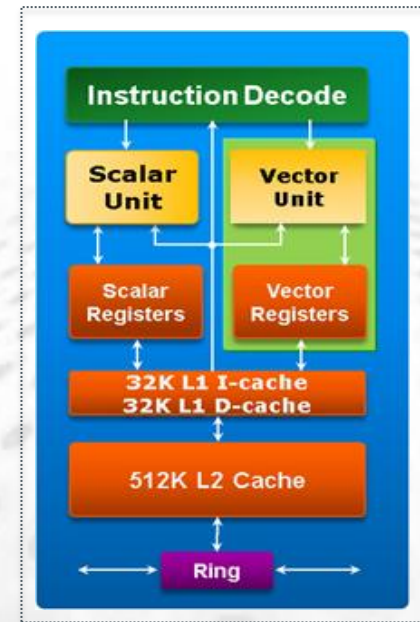 Instruction Decode
Scalar
Unit
Vector
Unit
Scalar
Registers
Vector
Registers
32K L1 I-cache
32K L1 D-cache
512K L2 Cache
Ring